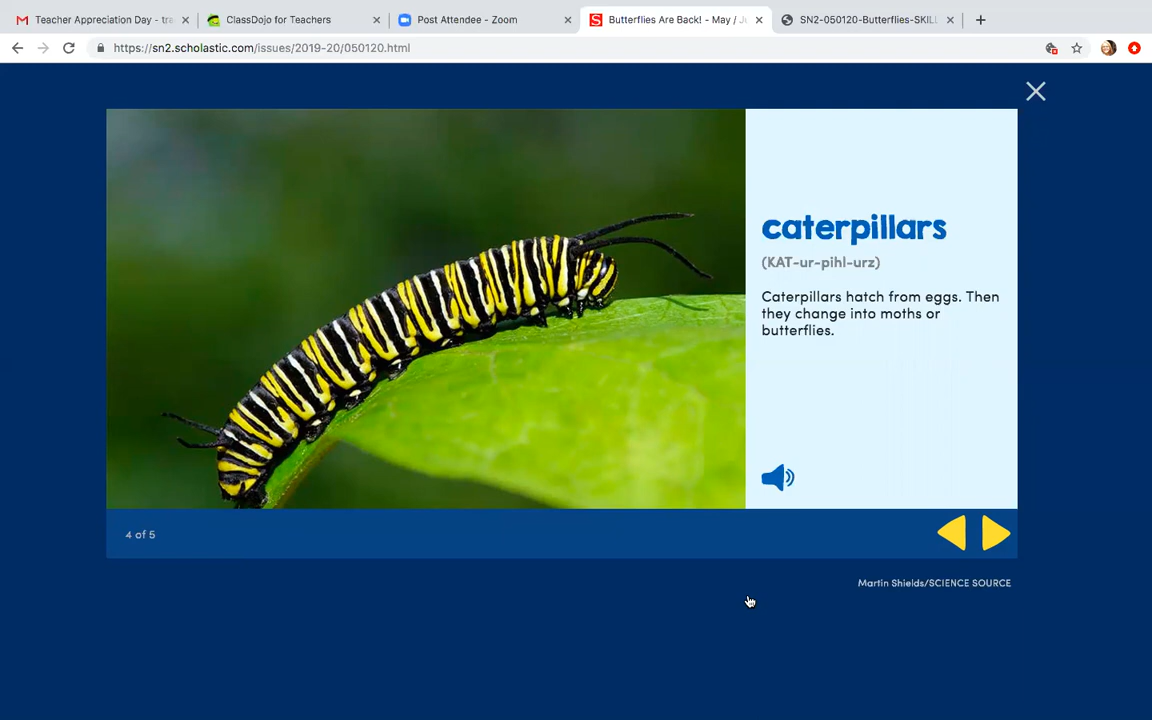 Teacher Appreciation Day - tra
ClassDojo for Teachers
Post Attendee - Zoom
Butterflies Are Back! - May / Ju
SN2-050120-Butterflies-SKILL
https://sn2.scholastic.com/issues/2019-20/050120.html
caterpillars
(KAT-ur-pihl-urz)
Caterpillars hatch from eggs. Then
they change into moths or
butterflies.
4 of 5
Martin Shields/SCIENCE SOURCE